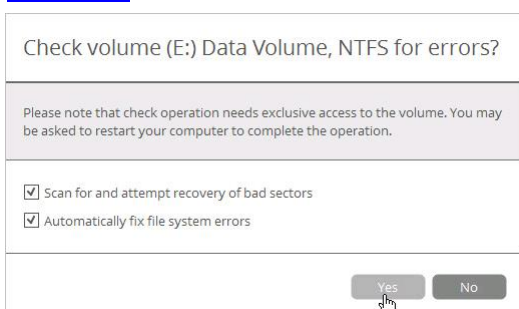 Check volume (E:) Data Volume, NTFS for errors?
Please note that check operation needs exclusive access to the volume. You may
be asked to restart your computer to complete the operation.
Scan for and attempt recovery of bad sectors
Automatically fix file system errors
Yes No